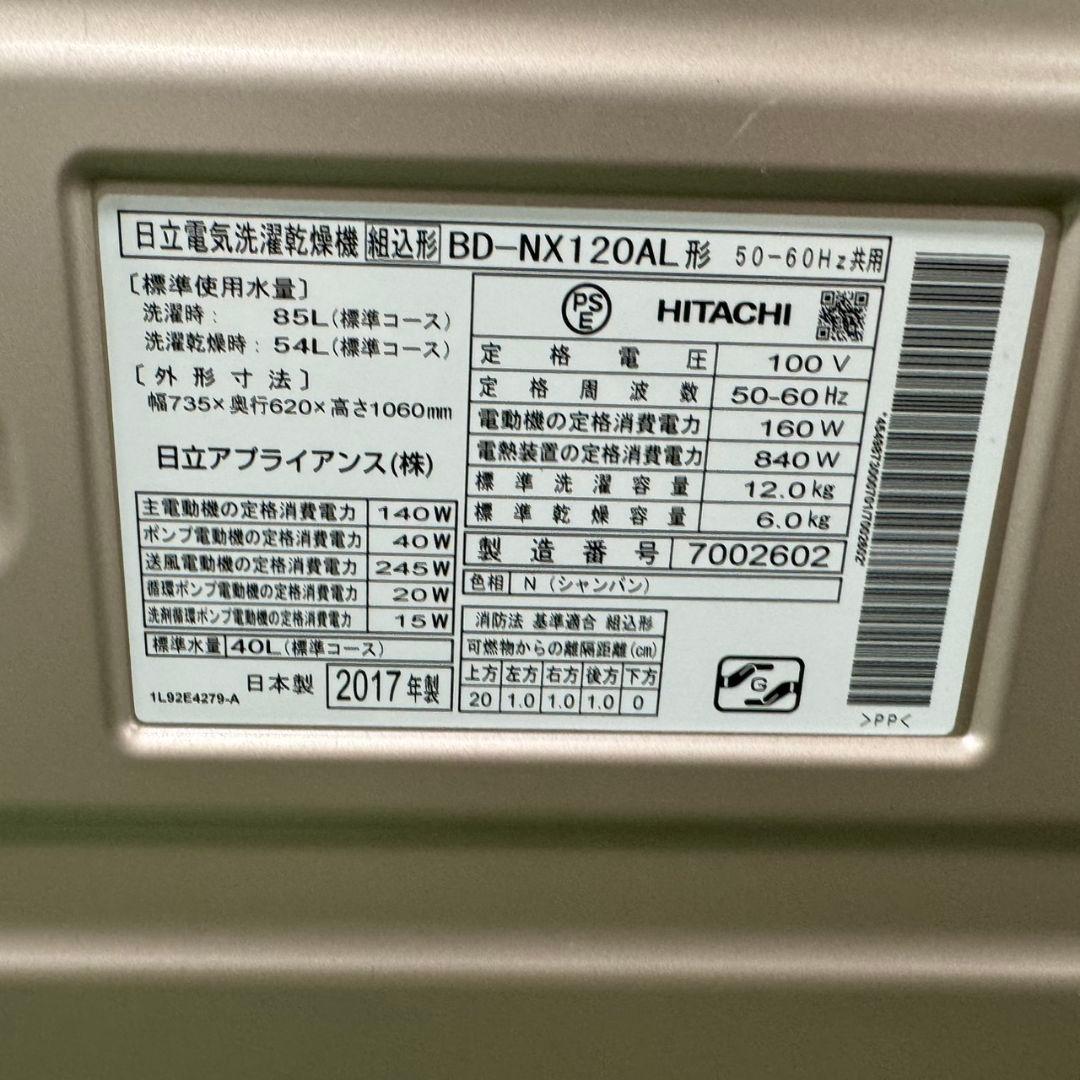 日立電気洗濯乾燥機 組込形 BD-NX120AL形 50-60Hz共用
〔標準使用水量〕
洗濯時: 85L(標準コース)
洗濯乾燥時: 54L(標準コース)
〔外形寸法〕
幅735×奥行620×高さ1060mm
日立アプライアンス(株)
主電動機の定格消費電力 140W
ポンプ電動機の定格消費電力 40W
送風電動機の定格消費電力 245W
循環ポンプ電動機の定格消費電力 20W
洗剤循環ポンプ電動機の定格消費電力 15W
標準水量 40L(標準コース)
1L92E4279-A 日本製 2017年製
PSE HITACHI
定格電圧 100V
定格周波数 50-60Hz
電動機の定格消費電力 160W
電熱装置の定格消費電力 840W
標準洗濯容量 12.0kg
標準乾燥容量 6.0kg
製造番号 7002602
色相 N(シャンパン)
消防法 基準適合 組込形
可燃物からの離隔距離(cm)
上方 左方 右方 後方 下方
20 1.0 1.0 1.0 0
G
>PP<